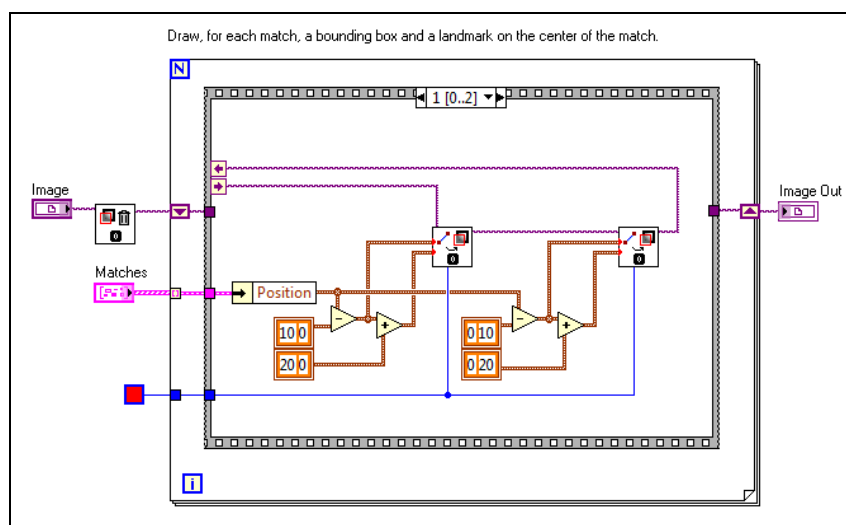 Draw, for each match, a bounding box and a landmark on the center of the match.
N
1 [0..2]
Image
Image Out
0
0
0
Matches
Position
10 0
0 10
20 0
0 20
i